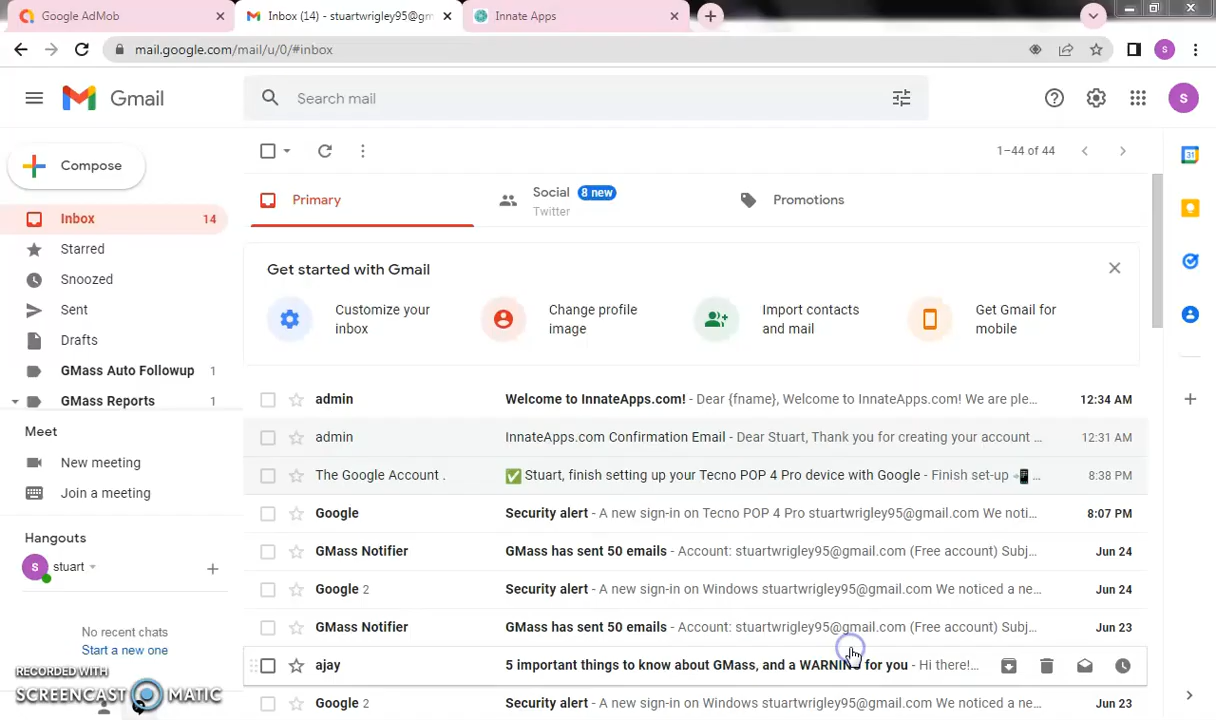 Google AdMob
Inbox (14) - stuartwrigley95@gm
Innate Apps
mail.google.com/mail/u/0/#inbox
S
Gmail
Search mail
S
Compose
1–44 of 44
Primary
Social 8 new
Twitter
Promotions
Inbox 14
Starred
Snoozed
Sent
Drafts
GMass Auto Followup 1
GMass Reports 1
Get started with Gmail
Customize your
inbox
Change profile
image
Import contacts
and mail
Get Gmail for
mobile
admin Welcome to InnateApps.com! - Dear {fname}, Welcome to InnateApps.com! We are ple... 12:34 AM
admin InnateApps.com Confirmation Email - Dear Stuart, Thank you for creating your account ... 12:31 AM
The Google Account . ✅ Stuart, finish setting up your Tecno POP 4 Pro device with Google - Finish set-up 📲 ... 8:38 PM
Google Security alert - A new sign-in on Tecno POP 4 Pro stuartwrigley95@gmail.com We noti... 8:07 PM
GMass Notifier GMass has sent 50 emails - Account: stuartwrigley95@gmail.com (Free account) Subj... Jun 24
Google 2 Security alert - A new sign-in on Windows stuartwrigley95@gmail.com We noticed a ne... Jun 24
GMass Notifier GMass has sent 50 emails - Account: stuartwrigley95@gmail.com (Free account) Subj... Jun 23
ajay 5 important things to know about GMass, and a WARNING for you - Hi there!...
Google 2 Security alert - A new sign-in on Windows stuartwrigley95@gmail.com We noticed a ne... Jun 23
Meet
New meeting
Join a meeting
Hangouts
S stuart
No recent chats
Start a new one
31
RECORDED WITH
SCREENCAST MATIC